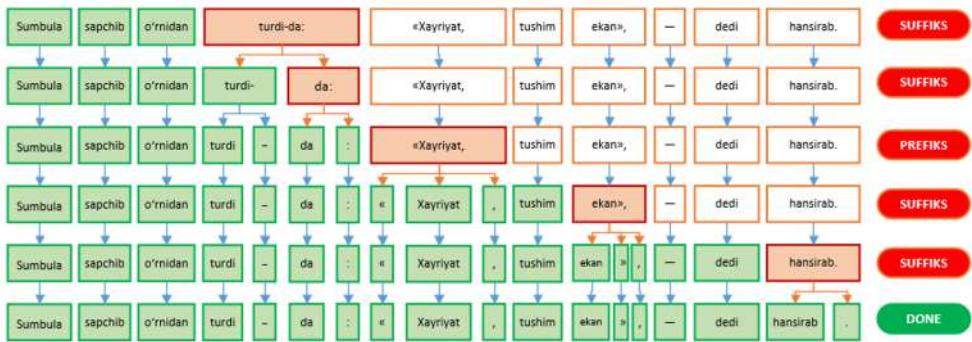 Sumbula sapchib o‘rnidan turdi-da: «Xayriyat, tushim ekan», — dedi hansirab. SUFFIKS
Sumbula sapchib o‘rnidan turdi- da: «Xayriyat, tushim ekan», — dedi hansirab. SUFFIKS
Sumbula sapchib o‘rnidan turdi – da : «Xayriyat, tushim ekan», — dedi hansirab. PREFIKS
Sumbula sapchib o‘rnidan turdi – da : « Xayriyat , tushim ekan», — dedi hansirab. SUFFIKS
Sumbula sapchib o‘rnidan turdi – da : « Xayriyat , tushim ekan » , — dedi hansirab. SUFFIKS
Sumbula sapchib o‘rnidan turdi – da : « Xayriyat , tushim ekan » , — dedi hansirab . DONE